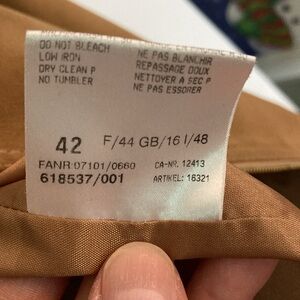 DO NOT BLEACH
LOW IRON
DRY CLEAN P
NO TUMBLER
NE PAS BLANCHIR
REPASSAGE DOUX
NETTOYER A SEC P
NE PAS ESSORER
42 F/44 GB/16 I/48
FANR:07101/0660 CA-NR. 12413
618537/001 ARTIKEL: 16321